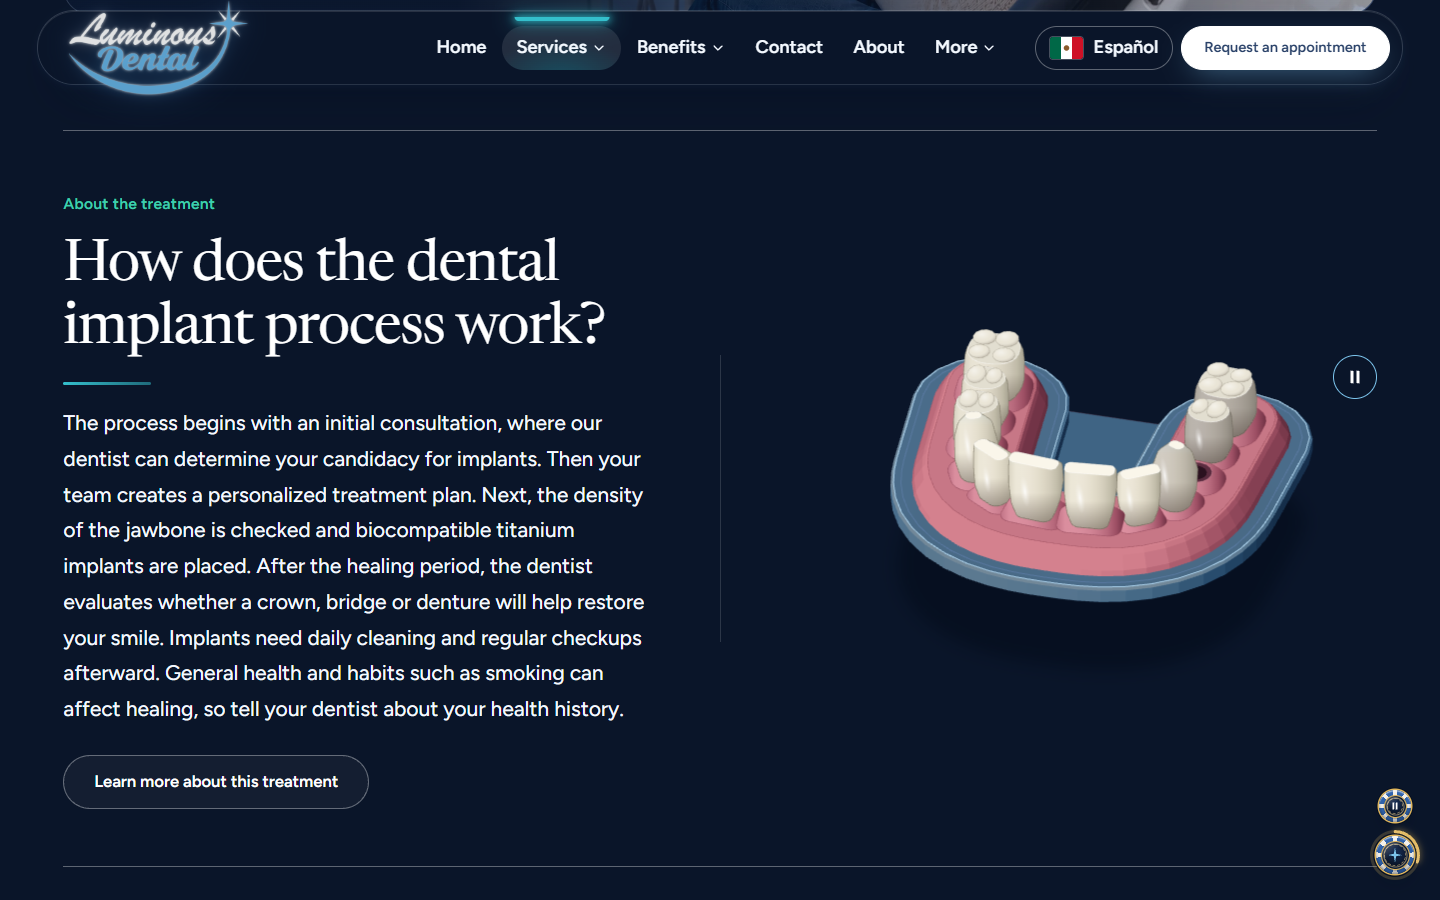 Luminous
Dental
Home
Services
Benefits
Contact
About
More
Español
Request an appointment
About the treatment
How does the dental
implant process work?
The process begins with an initial consultation, where our
dentist can determine your candidacy for implants. Then your
team creates a personalized treatment plan. Next, the density
of the jawbone is checked and biocompatible titanium
implants are placed. After the healing period, the dentist
evaluates whether a crown, bridge or denture will help restore
your smile. Implants need daily cleaning and regular checkups
afterward. General health and habits such as smoking can
affect healing, so tell your dentist about your health history.
Learn more about this treatment